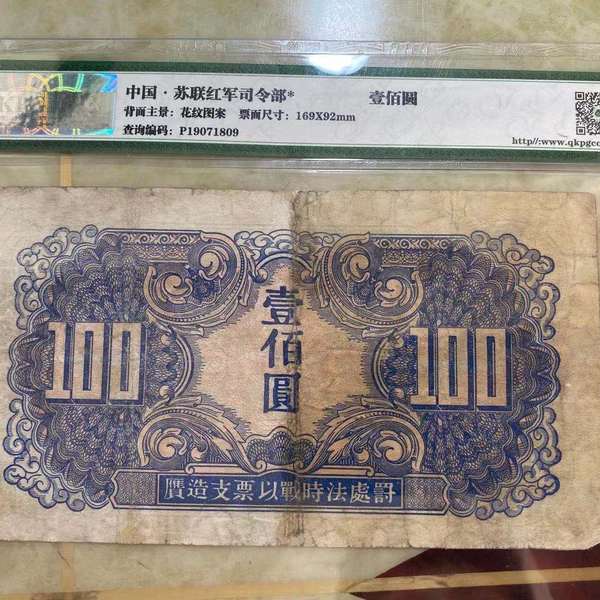 中国·苏联红军司令部* 壹佰圆
背面主景：花纹图案 票面尺寸：169X92mm
查询编码：P19071809
http//:www.qkpgco
壹佰圓
100 100
贋造支票以戰時法處罸